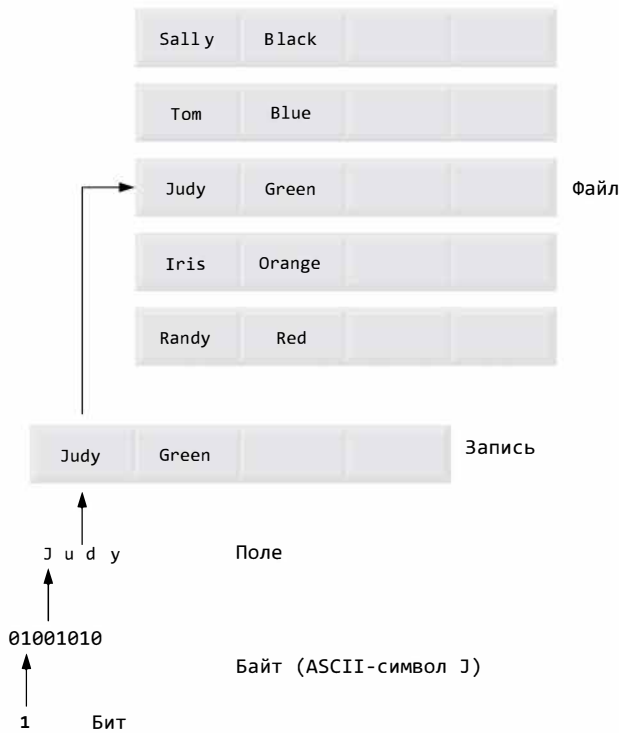 Sally Black
Tom Blue
Judy Green Файл
Iris Orange
Randy Red
Judy Green Запись
J u d y Поле
01001010
Байт (ASCII-символ J)
1 Бит